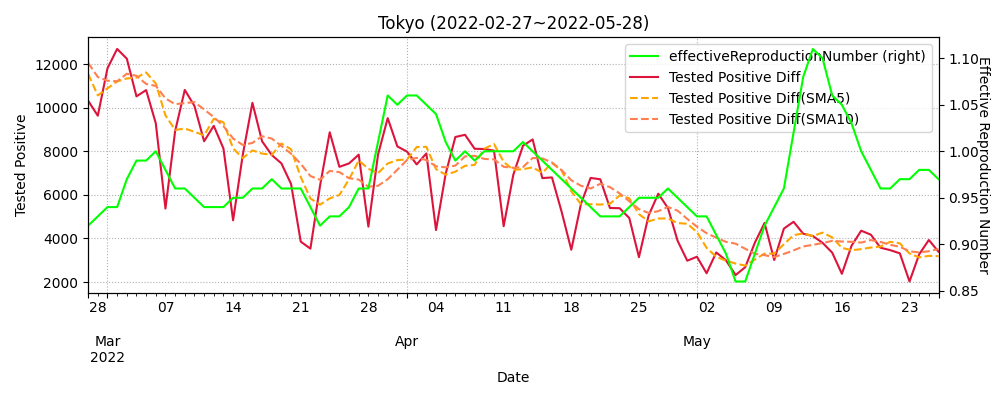 Tokyo (2022-02-27~2022-05-28)
effectiveReproductionNumber (right)
Tested Positive Diff
Tested Positive Diff(SMA5)
Tested Positive Diff(SMA10)
Tested Positive
12000
10000
8000
6000
4000
2000
1.10
1.05
1.00
0.95
0.90
0.85
Effective Reproduction Number
28 07 14 21 28 04 11 18 25 02 09 16 23
Mar Apr May
2022
Date